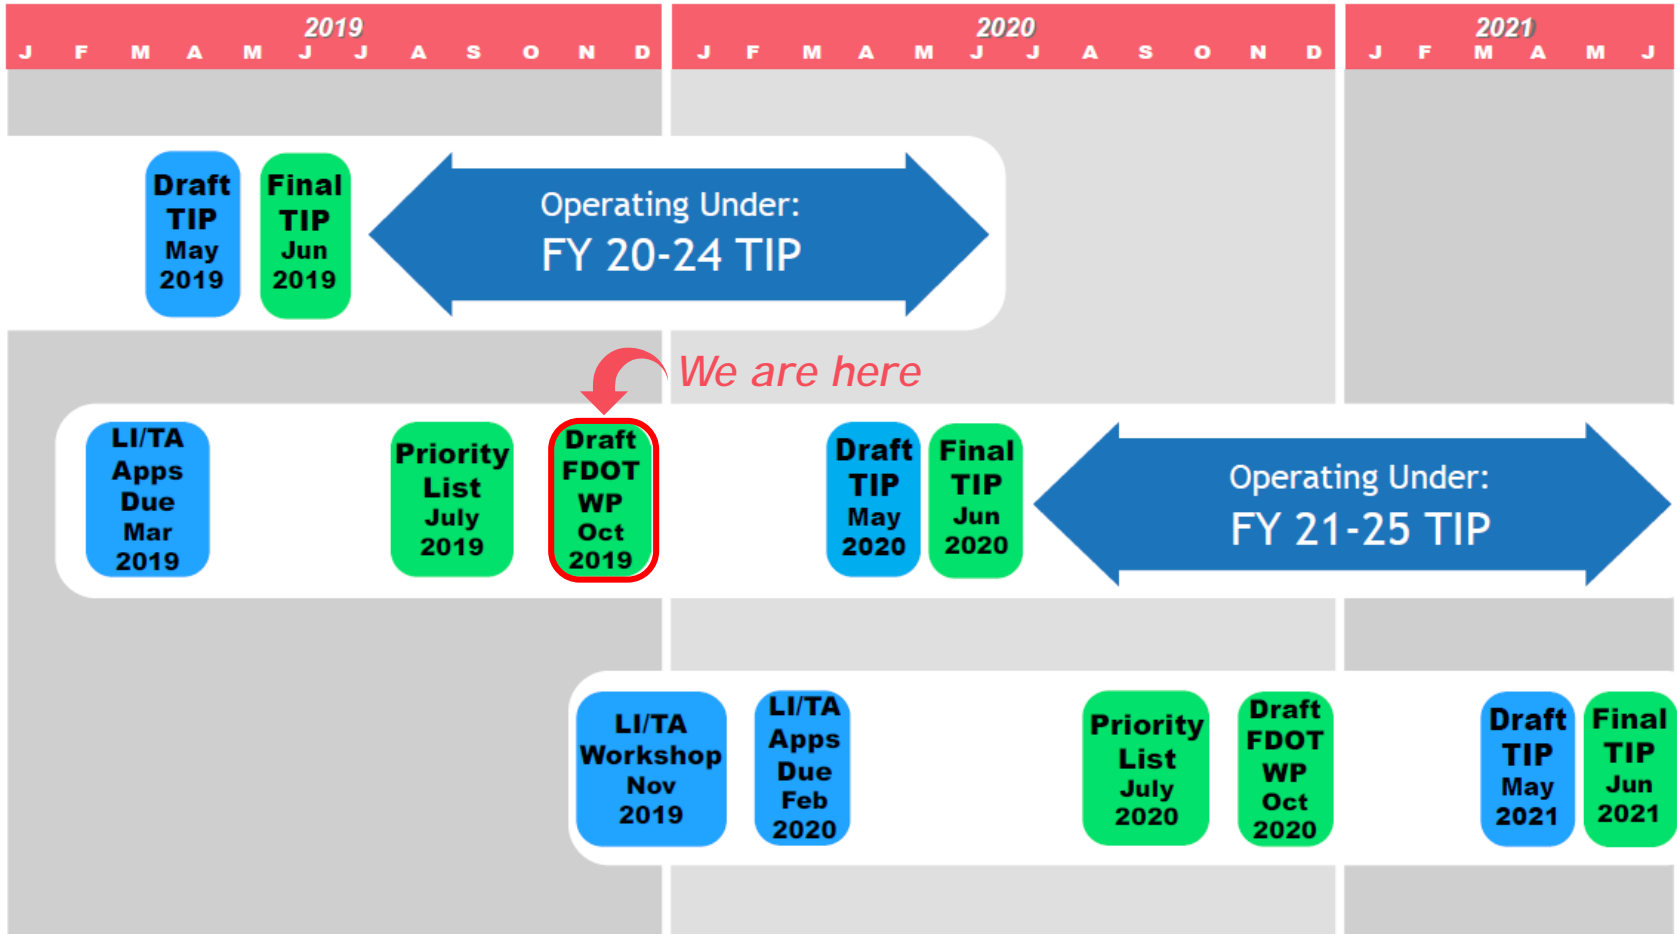 2019
2020
2021
J F M A M J J A S O N D J F M A M J J A S O N D J F M A M J
Draft
TIP
May
2019
Final
TIP
Jun
2019
Operating Under:
FY 20-24 TIP
We are here
LI/TA
Apps
Due
Mar
2019
Priority
List
July
2019
Draft
FDOT
WP
Oct
2019
Draft
TIP
May
2020
Final
TIP
Jun
2020
Operating Under:
FY 21-25 TIP
LI/TA
Workshop
Nov
2019
LI/TA
Apps
Due
Feb
2020
Priority
List
July
2020
Draft
FDOT
WP
Oct
2020
Draft
TIP
May
2021
Final
TIP
Jun
2021